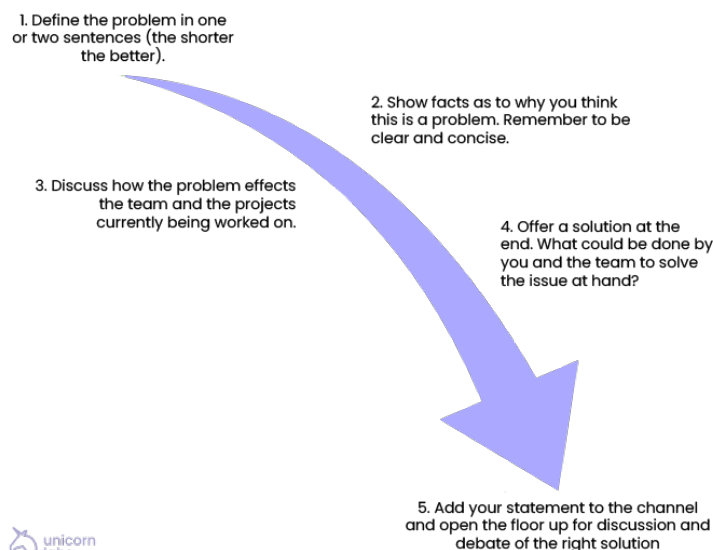 1. Define the problem in one
or two sentences (the shorter
the better).
2. Show facts as to why you think
this is a problem. Remember to be
clear and concise.
3. Discuss how the problem effects
the team and the projects
currently being worked on.
4. Offer a solution at the
end. What could be done by
you and the team to solve
the issue at hand?
5. Add your statement to the channel
and open the floor up for discussion and
debate of the right solution
unicorn